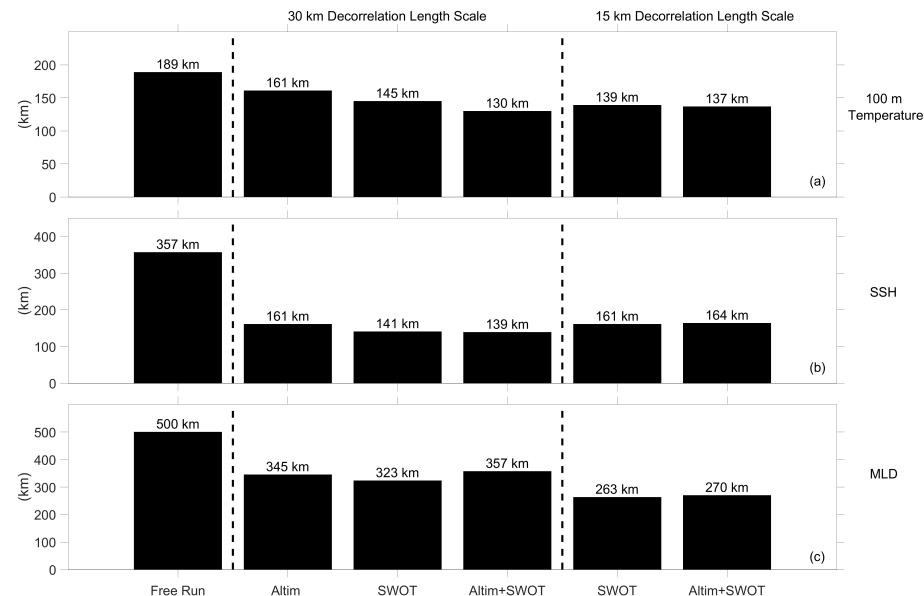 30 km Decorrelation Length Scale
15 km Decorrelation Length Scale
200
150
100
50
0
(km)
189 km
161 km
145 km
130 km
139 km
137 km
(a)
100 m
Temperature
400
300
200
100
0
(km)
357 km
161 km
141 km
139 km
161 km
164 km
(b)
SSH
500
400
300
200
100
0
(km)
500 km
345 km
323 km
357 km
263 km
270 km
(c)
MLD
Free Run
Altim
SWOT
Altim+SWOT
SWOT
Altim+SWOT